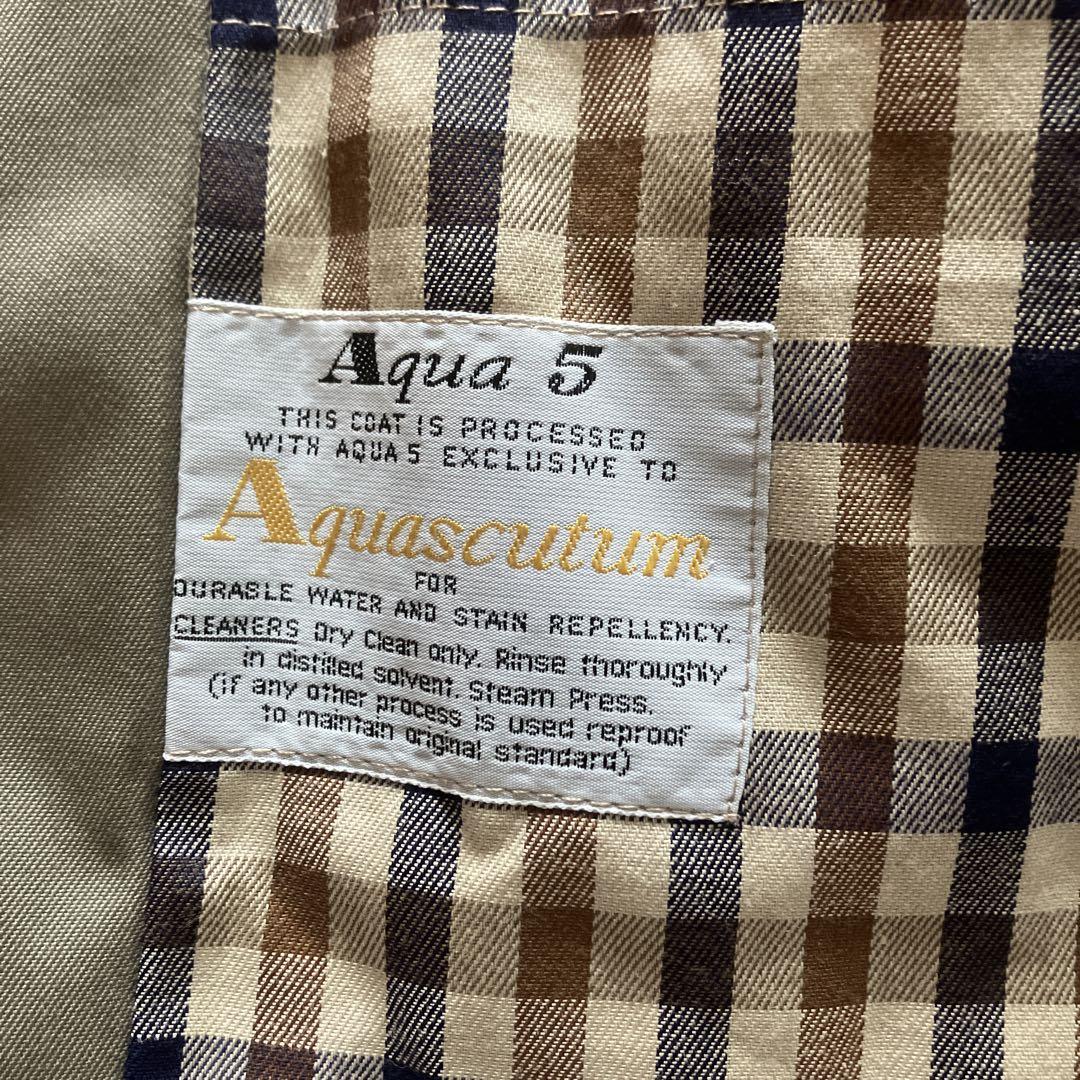 Aqua 5
THIS COAT IS PROCESSED
WITH AQUA 5 EXCLUSIVE TO
Aquascutum
FOR
DURABLE WATER AND STAIN REPELLENCY.
CLEANERS Dry Clean only. Rinse thoroughly
in distilled solvent. Steam Press.
(if any other process is used reproof
to maintain original standard)